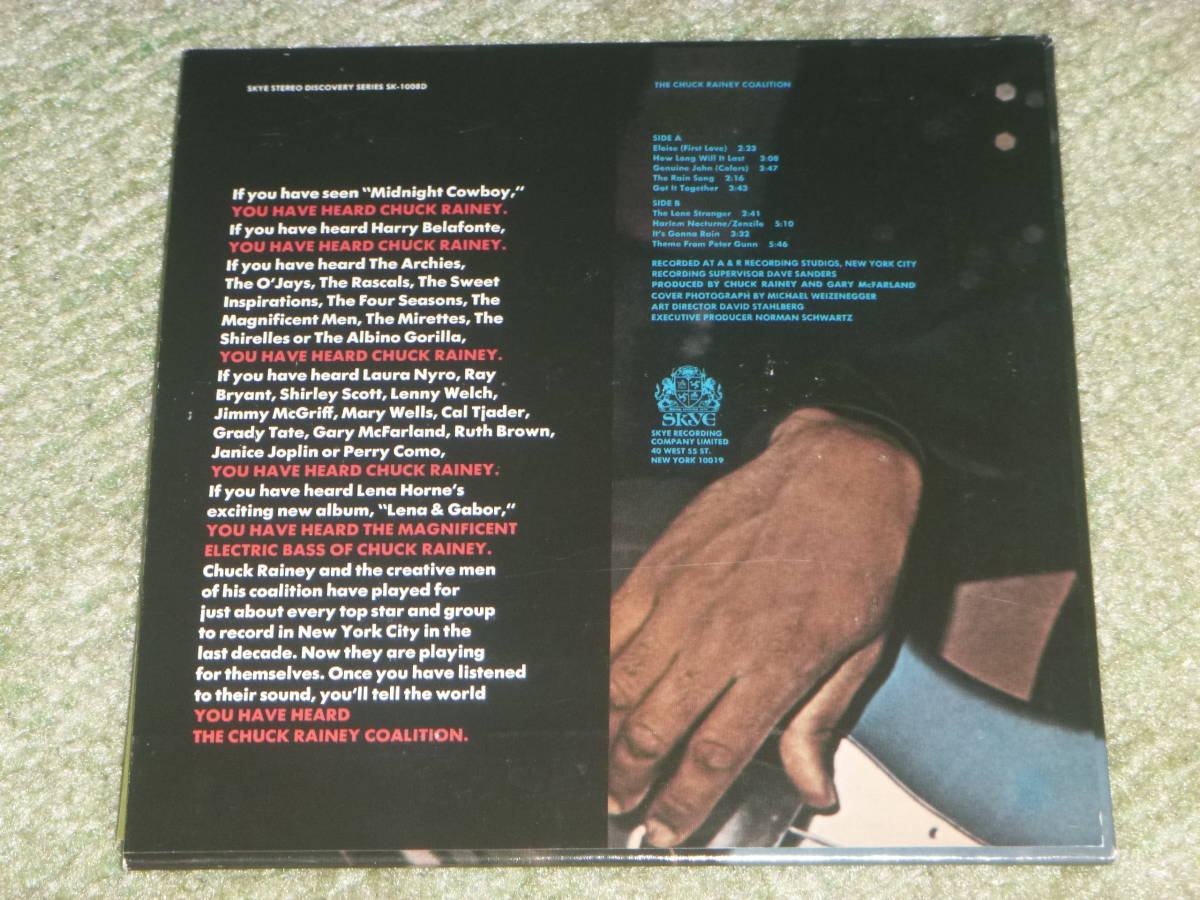 SKYE STEREO DISCOVERY SERIES SK-1008D
If you have seen “Midnight Cowboy,”
YOU HAVE HEARD CHUCK RAINEY.
If you have heard Harry Belafonte,
YOU HAVE HEARD CHUCK RAINEY.
If you have heard The Archies,
The O’Jays, The Rascals, The Sweet
Inspirations, The Four Seasons, The
Magnificent Men, The Mirettes, The
Shirelles or The Albino Gorilla,
YOU HAVE HEARD CHUCK RAINEY.
If you have heard Laura Nyro, Ray
Bryant, Shirley Scott, Lenny Welch,
Jimmy McGriff, Mary Wells, Cal Tjader,
Grady Tate, Gary McFarland, Ruth Brown,
Janice Joplin or Perry Como,
YOU HAVE HEARD CHUCK RAINEY.
If you have heard Lena Horne’s
exciting new album, “Lena & Gabor,”
YOU HAVE HEARD THE MAGNIFICENT
ELECTRIC BASS OF CHUCK RAINEY.
Chuck Rainey and the creative men
of his coalition have played for
just about every top star and group
to record in New York City in the
last decade. Now they are playing
for themselves. Once you have listened
to their sound, you’ll tell the world
YOU HAVE HEARD
THE CHUCK RAINEY COALITION.
THE CHUCK RAINEY COALITION
SIDE A
Eloise (First Love) 2:23
How Long Will It Last 3:08
Genuine John (Colors) 3:47
The Rain Song 2:16
Got It Together 3:43
SIDE B
The Lone Stranger 2:41
Harlem Nocturne/Zenzile 5:10
It’s Gonna Rain 3:32
Theme From Peter Gunn 5:46
RECORDED AT A & R RECORDING STUDIOS, NEW YORK CITY
RECORDING SUPERVISOR DAVE SANDERS
PRODUCED BY CHUCK RAINEY AND GARY McFARLAND
COVER PHOTOGRAPH BY MICHAEL WEIZENEGGER
ART DIRECTOR DAVID STAHLBERG
EXECUTIVE PRODUCER NORMAN SCHWARTZ
SKYE
SKYE RECORDING
COMPANY LIMITED
40 WEST 55 ST.
NEW YORK 10019